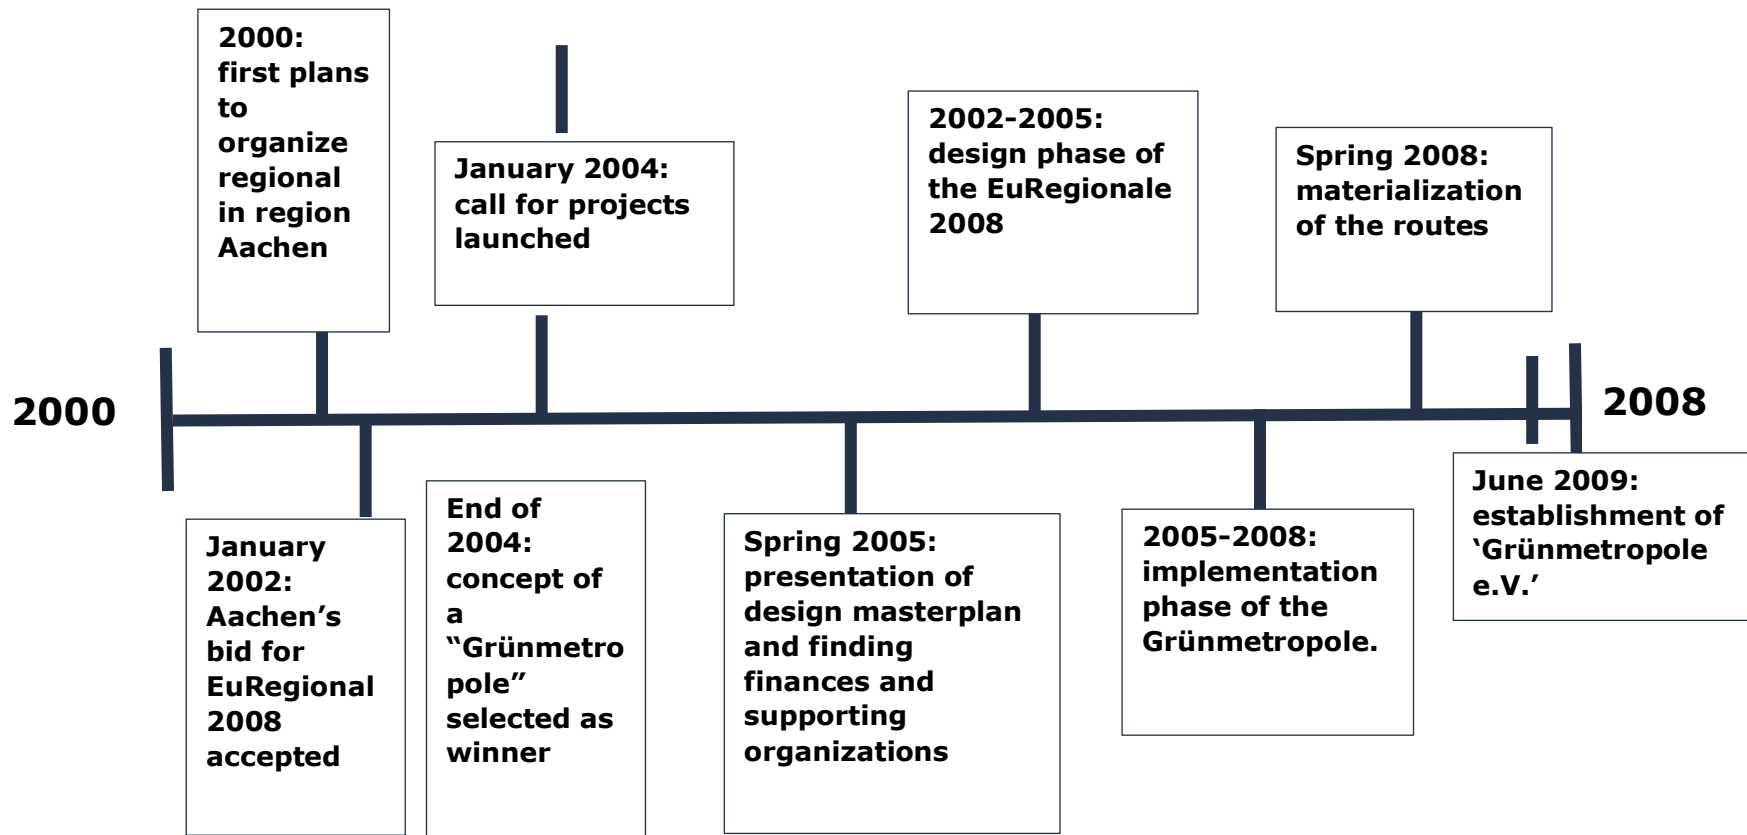 2000:
first plans
to
organize
regional
in region
Aachen
January 2004:
call for projects
launched
2002-2005:
design phase of
the EuRegionale
2008
Spring 2008:
materialization
of the routes
2000
2008
January
2002:
Aachen’s
bid for
EuRegional
2008
accepted
End of
2004:
concept of
a
“Grünmetro
pole”
selected as
winner
Spring 2005:
presentation of
design masterplan
and finding
finances and
supporting
organizations
2005-2008:
implementation
phase of the
Grünmetropole.
June 2009:
establishment of
‘Grünmetropole
e.V.’